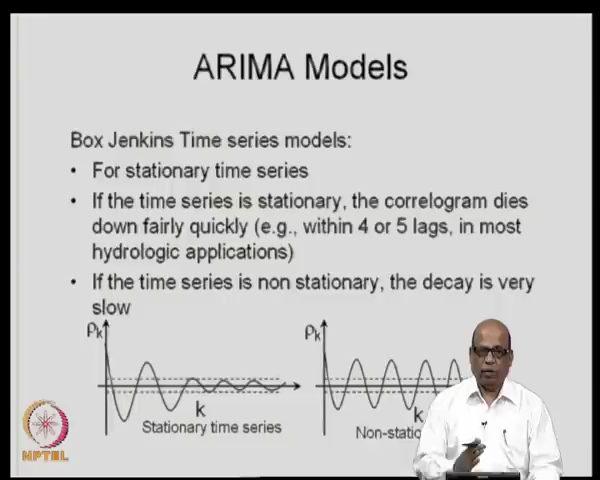 ARIMA Models
Box Jenkins Time series models:
• For stationary time series
• If the time series is stationary, the correlogram dies
down fairly quickly (e.g., within 4 or 5 lags, in most
hydrologic applications)
• If the time series is non stationary, the decay is very
slow
ρk
ρk
k
k
Stationary time series
Non-statio
NPTEL